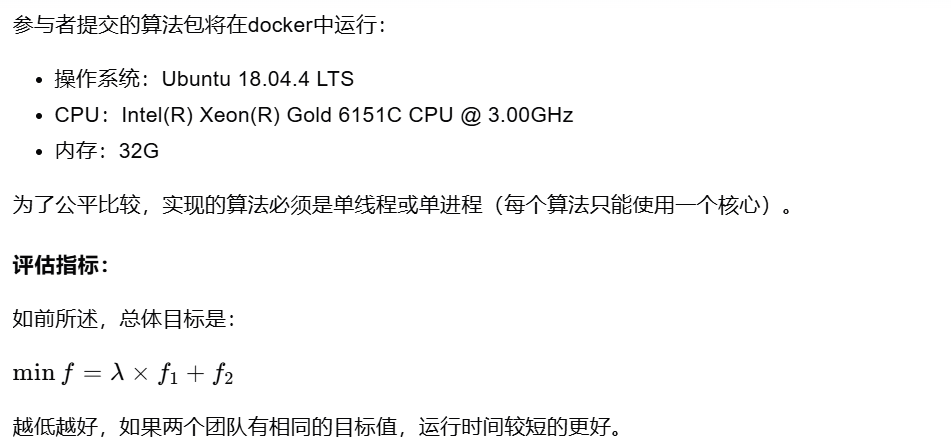 参与者提交的算法包将在docker中运行：
• 操作系统：Ubuntu 18.04.4 LTS
• CPU：Intel(R) Xeon(R) Gold 6151C CPU @ 3.00GHz
• 内存：32G
为了公平比较，实现的算法必须是单线程或单进程（每个算法只能使用一个核心）。
评估指标：
如前所述，总体目标是：
min f = λ × f₁ + f₂
越低越好，如果两个团队有相同的目标值，运行时间较短的更好。